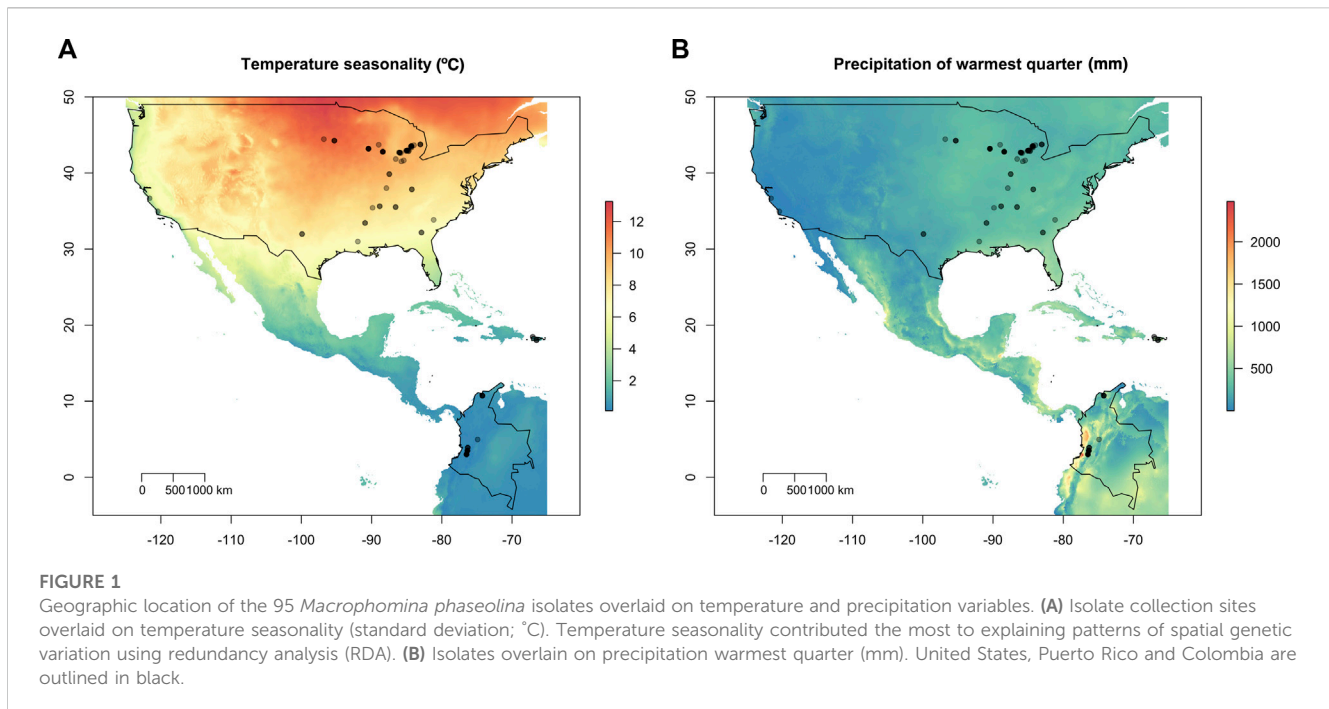 A
Temperature seasonality (ºC)
50
40
30
20
10
0
0 5001000 km
-120 -110 -100 -90 -80 -70
12
10
8
6
4
2
B
Precipitation of warmest quarter (mm)
50
40
30
20
10
0
0 5001000 km
-120 -110 -100 -90 -80 -70
2000
1500
1000
500
FIGURE 1
Geographic location of the 95 Macrophomina phaseolina isolates overlaid on temperature and precipitation variables. (A) Isolate collection sites
overlaid on temperature seasonality (standard deviation; ˚C). Temperature seasonality contributed the most to explaining patterns of spatial genetic
variation using redundancy analysis (RDA). (B) Isolates overlain on precipitation warmest quarter (mm). United States, Puerto Rico and Colombia are
outlined in black.